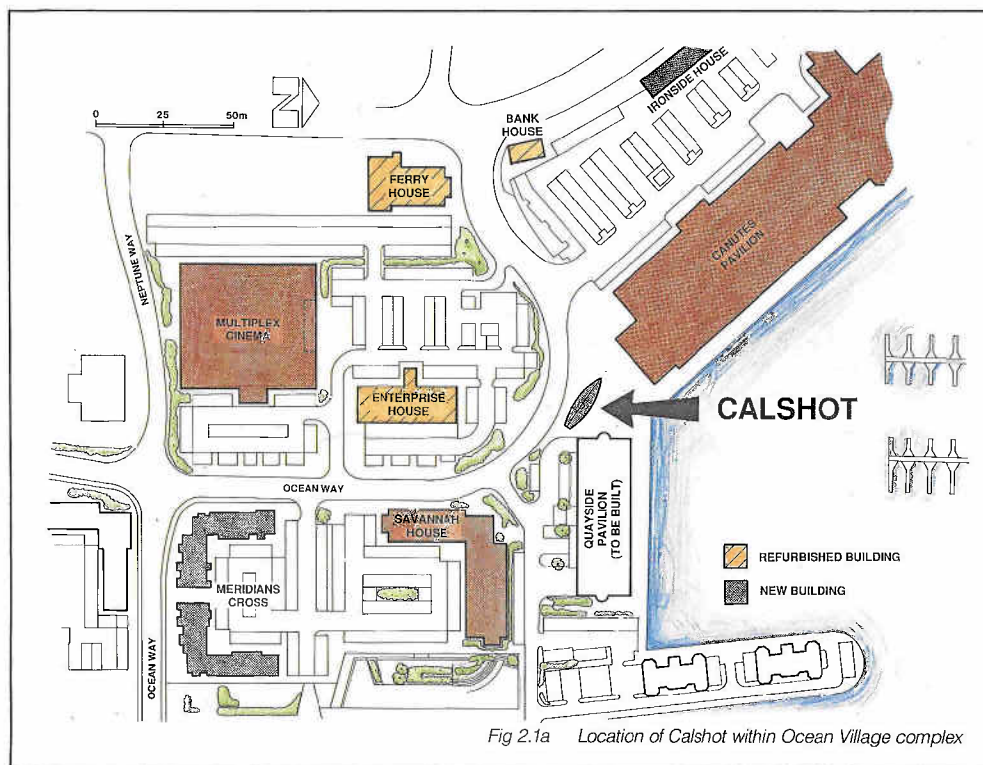 IRONSIDE HOUSE
0 25 50m
N
BANK
HOUSE
FERRY
HOUSE
NEPTUNE WAY
CANUTES
PAVILION
MULTIPLEX
CINEMA
ENTERPRISE
HOUSE
CALSHOT
OCEAN WAY
SAVANNAH
HOUSE
QUAYSIDE
PAVILION
(TO BE BUILT)
REFURBISHED BUILDING
NEW BUILDING
MERIDIANS
CROSS
OCEAN WAY
Fig 2.1a Location of Calshot within Ocean Village complex